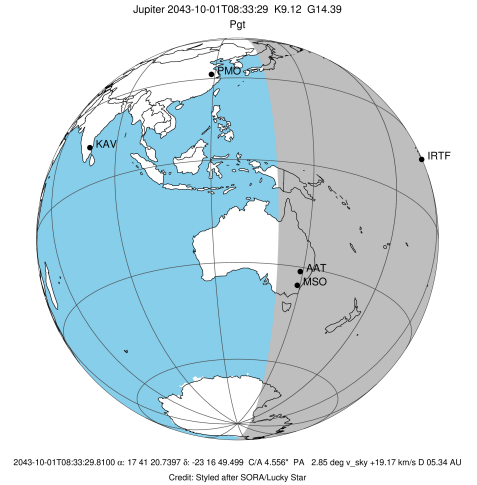 Jupiter 2043-10-01T08:33:29 K9.12 G14.39
Pgt
PMO
KAV
IRTF
AAT
MSO
2043-10-01T08:33:29.8100 α: 17 41 20.7397 δ: -23 16 49.499 C/A 4.556" PA 2.85 deg v_sky +19.17 km/s D 05.34 AU
Credit: Styled after SORA/Lucky Star